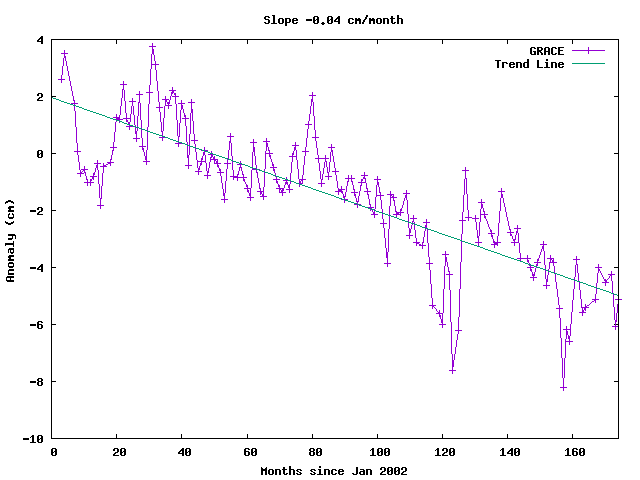 Slope -0.04 cm/month
GRACE
Trend Line
4
2
0
-2
-4
-6
-8
-10
Anomaly (cm)
0 20 40 60 80 100 120 140 160
Months since Jan 2002